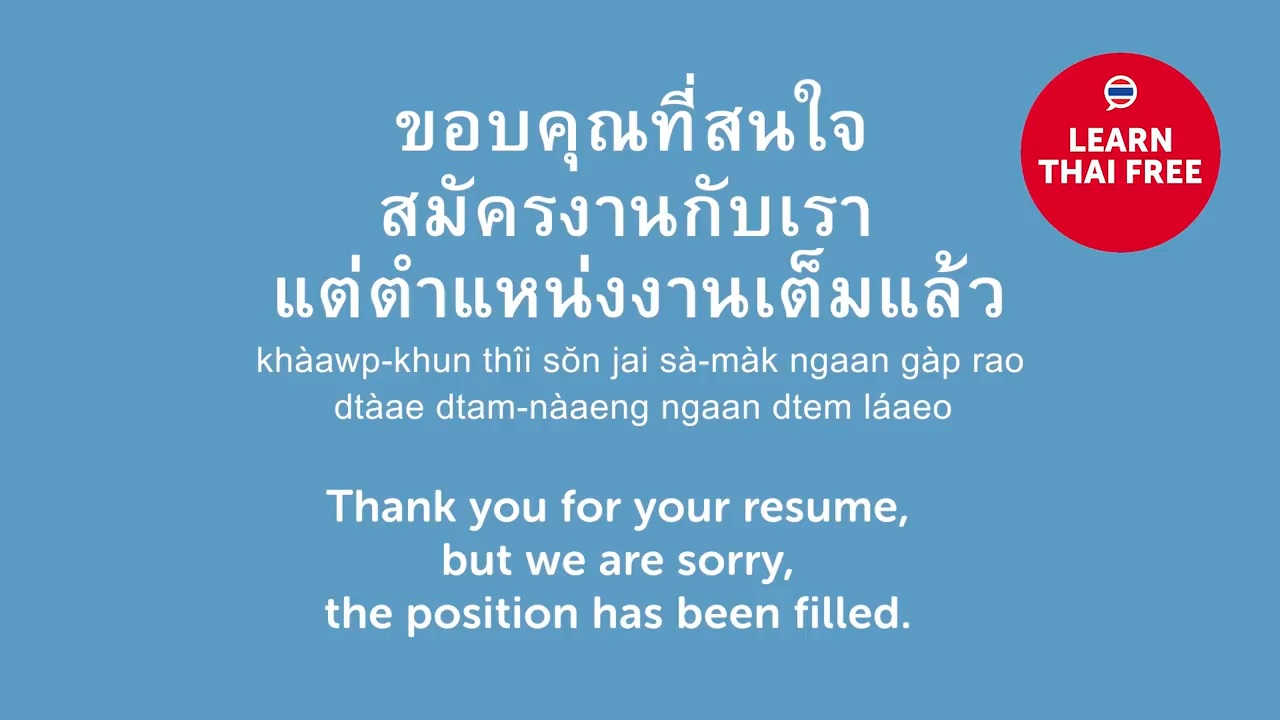 ขอบคุณที่สนใจ
สมัครงานกับเรา
แต่ตำแหน่งงานเต็มแล้ว
khàawp-khun thîi sŏn jai sà-màk ngaan gàp rao
dtàae dtam-nàaeng ngaan dtem láaeo
Thank you for your resume,
but we are sorry,
the position has been filled.
LEARN
THAI FREE